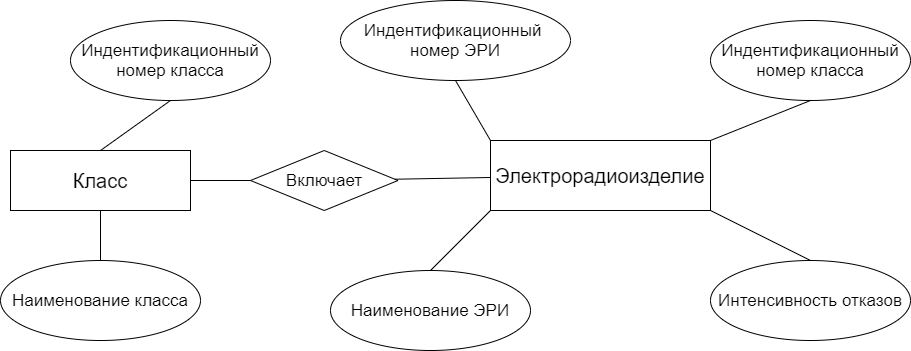 Индентификационный
номер класса
Индентификационный
номер ЭРИ
Индентификационный
номер класса
Класс
Включает
Электрорадиоизделие
Наименование класса
Наименование ЭРИ
Интенсивность отказов